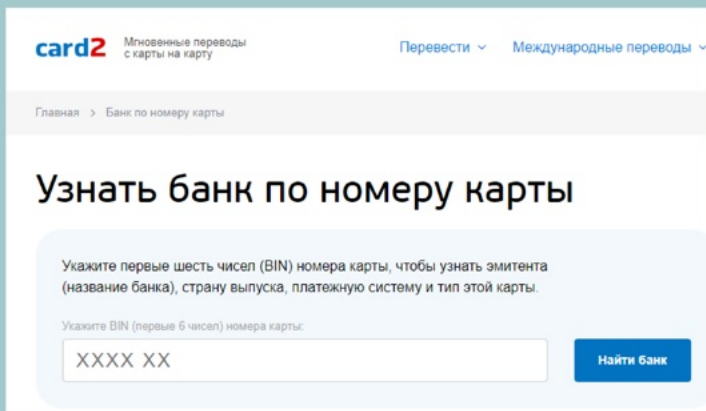 card2
Мгновенные переводы
с карты на карту
Перевести
Международные переводы
Главная > Банк по номеру карты
Узнать банк по номеру карты
Укажите первые шесть чисел (BIN) номера карты, чтобы узнать эмитента
(название банка), страну выпуска, платежную систему и тип этой карты.
Укажите BIN (первые 6 чисел) номера карты:
XXXX XX
Найти банк